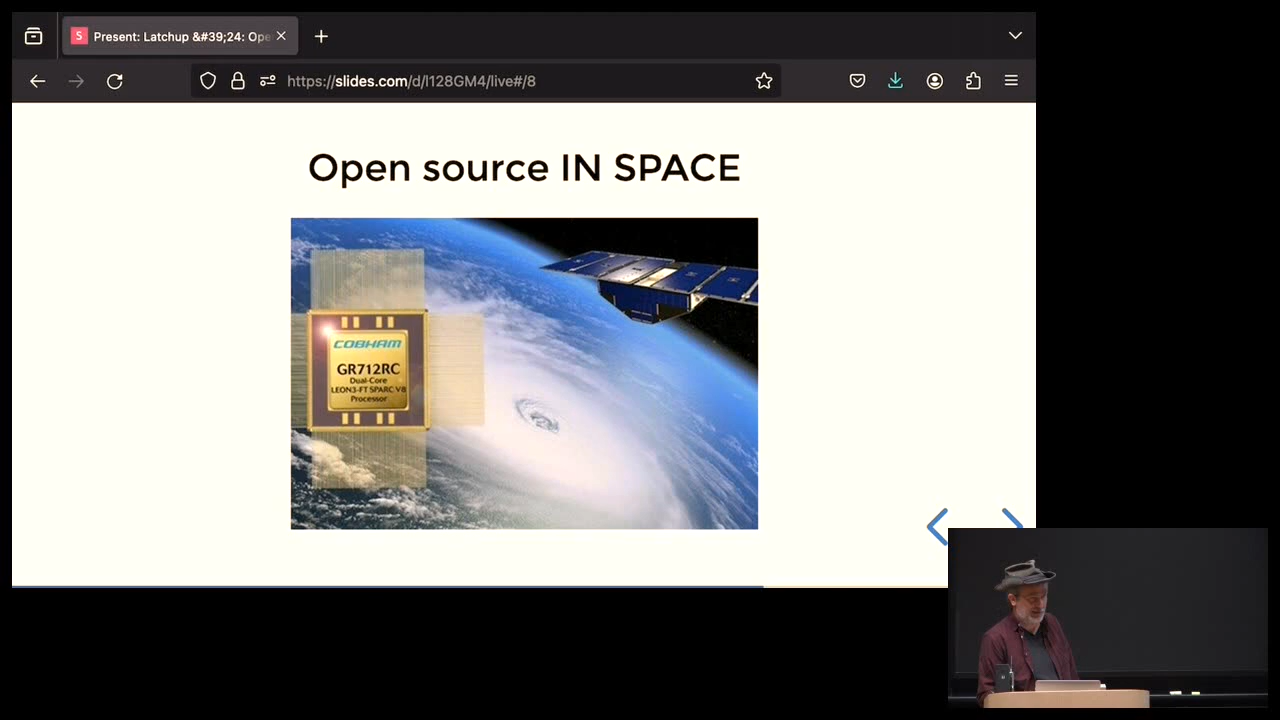 S Present: Latchup &#39;24: Ope
https://slides.com/d/l128GM4/live#/8
Open source IN SPACE
COBHAM
GR712RC
Dual-Core
LEON3-FT SPARC V8
Processor